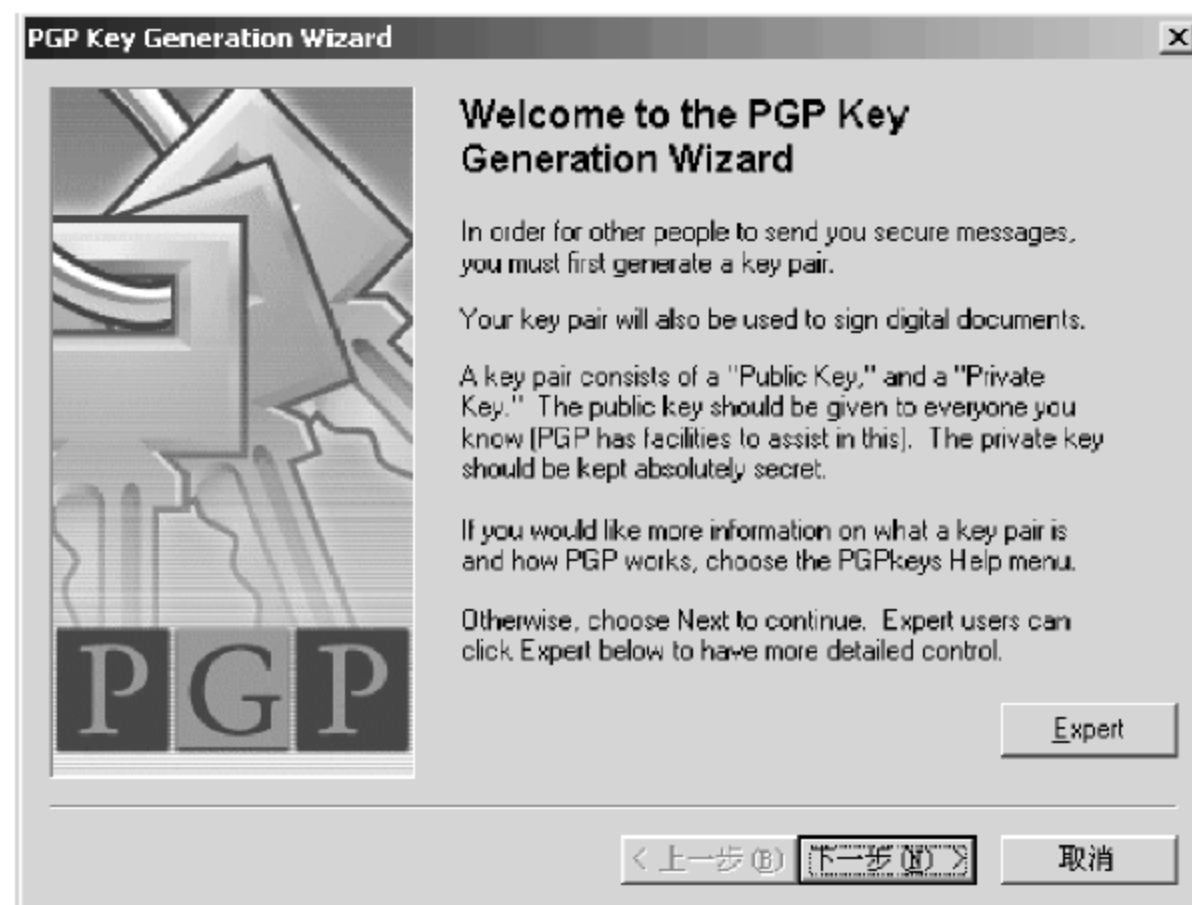 PGP Key Generation Wizard
Welcome to the PGP Key
Generation Wizard
In order for other people to send you secure messages,
you must first generate a key pair.
Your key pair will also be used to sign digital documents.
A key pair consists of a "Public Key," and a "Private
Key."  The public key should be given to everyone you
know (PGP has facilities to assist in this).  The private key
should be kept absolutely secret.
If you would like more information on what a key pair is
and how PGP works, choose the PGPkeys Help menu.
Otherwise, choose Next to continue.  Expert users can
click Expert below to have more detailed control.
PGP
Expert
< 上一步(B) 下一步(N) > 取消